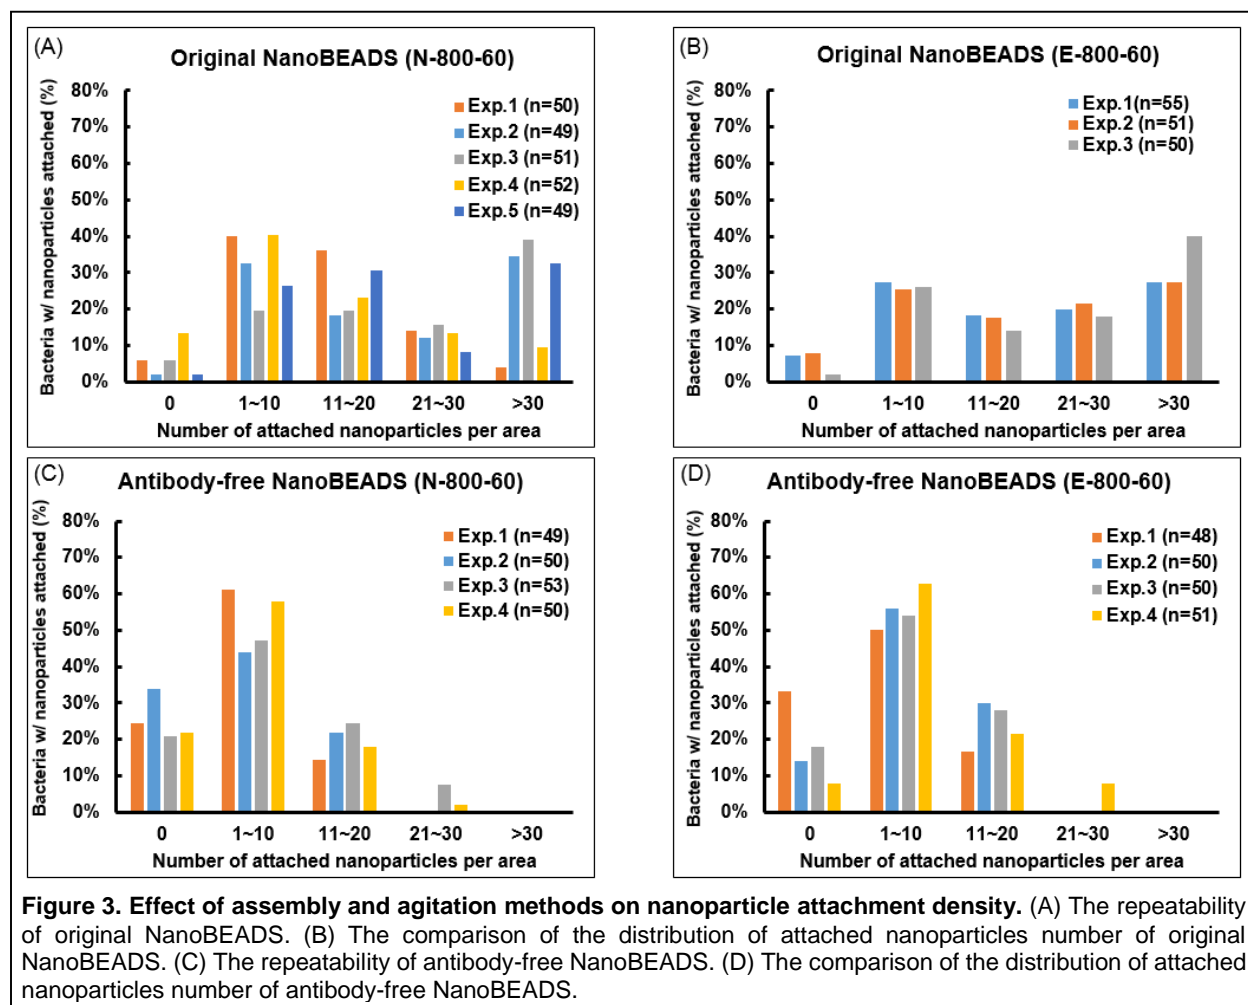 (A)
Original NanoBEADS (N-800-60)
Bacteria w/ nanoparticles attached (%)
80%
70%
60%
50%
40%
30%
20%
10%
0%
Exp.1 (n=50)
Exp.2 (n=49)
Exp.3 (n=51)
Exp.4 (n=52)
Exp.5 (n=49)
0 1~10 11~20 21~30 >30
Number of attached nanoparticles per area
(B)
Original NanoBEADS (E-800-60)
Bacteria w/ nanoparticles attached (%)
80%
70%
60%
50%
40%
30%
20%
10%
0%
Exp.1(n=55)
Exp.2 (n=51)
Exp.3 (n=50)
0 1~10 11~20 21~30 >30
Number of attached nanoparticles per area
(C)
Antibody-free NanoBEADS (N-800-60)
Bacteria w/ nanoparticles attached (%)
80%
70%
60%
50%
40%
30%
20%
10%
0%
Exp.1 (n=49)
Exp.2 (n=50)
Exp.3 (n=53)
Exp.4 (n=50)
0 1~10 11~20 21~30 >30
Number of attached nanoparticles per area
(D)
Antibody-free NanoBEADS (E-800-60)
Bacteria w/ nanoparticles attached (%)
80%
70%
60%
50%
40%
30%
20%
10%
0%
Exp.1 (n=48)
Exp.2 (n=50)
Exp.3 (n=50)
Exp.4 (n=51)
0 1~10 11~20 21~30 >30
Number of attached nanoparticles per area
Figure 3. Effect of assembly and agitation methods on nanoparticle attachment density. (A) The repeatability
of original NanoBEADS. (B) The comparison of the distribution of attached nanoparticles number of original
NanoBEADS. (C) The repeatability of antibody-free NanoBEADS. (D) The comparison of the distribution of attached
nanoparticles number of antibody-free NanoBEADS.